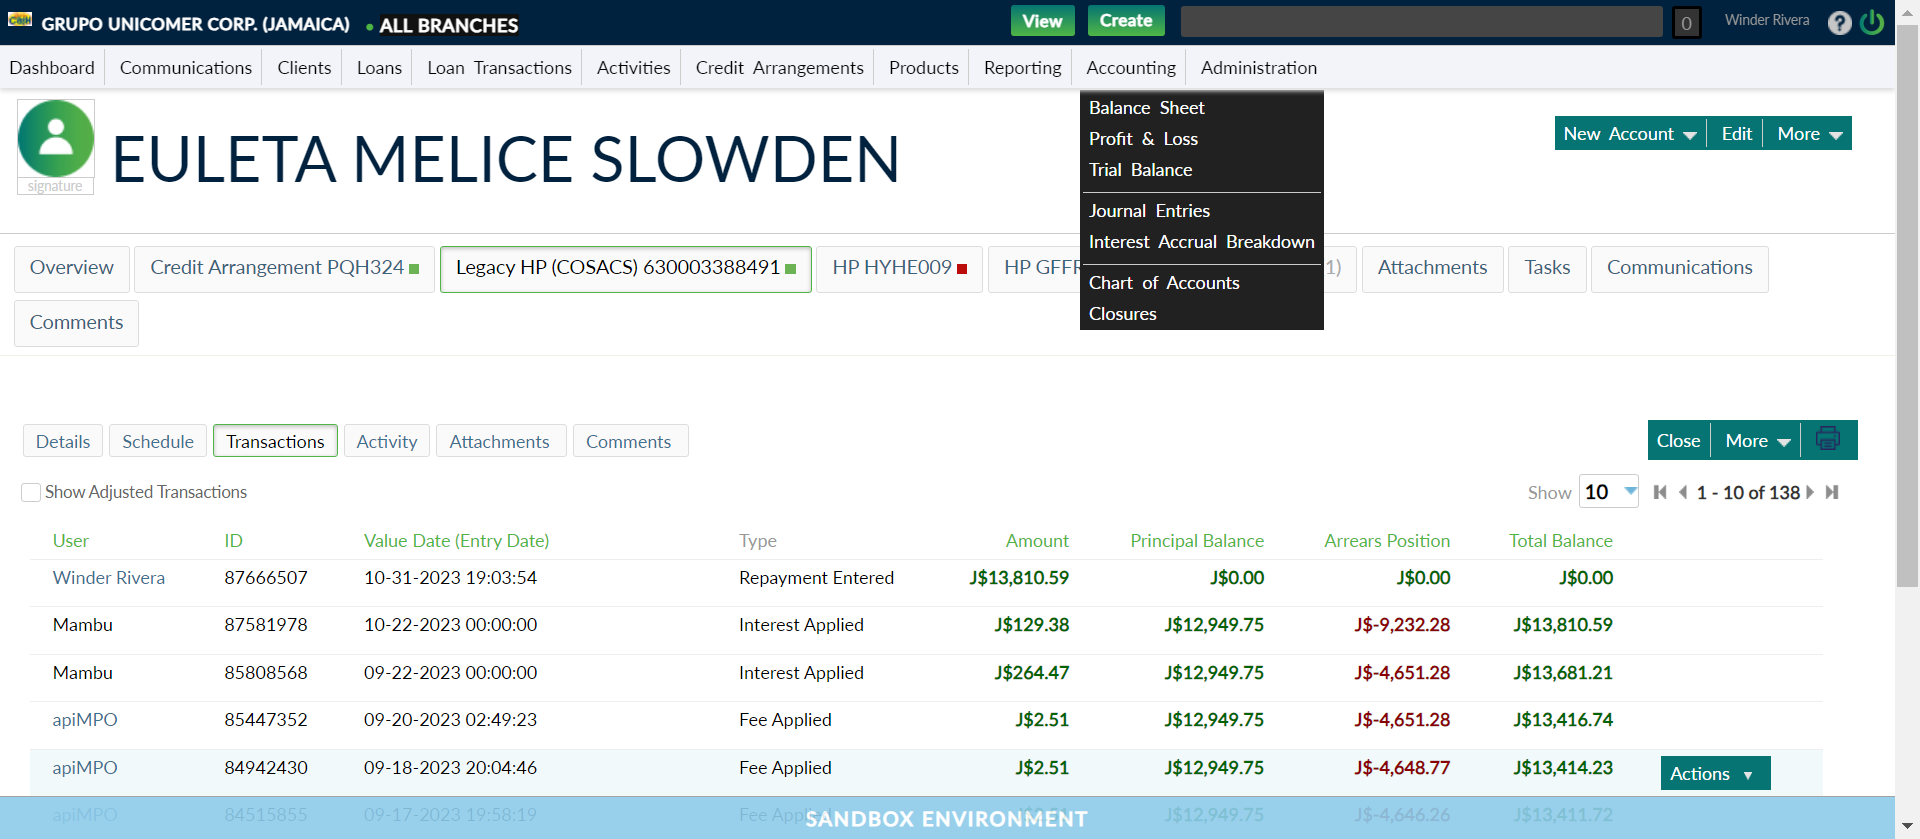 CASH GRUPO UNICOMER CORP. (JAMAICA) • ALL BRANCHES View Create 0 Winder Rivera ?
Dashboard Communications Clients Loans Loan Transactions Activities Credit Arrangements Products Reporting Accounting Administration
Balance Sheet
Profit & Loss
Trial Balance
Journal Entries
Interest Accrual Breakdown
Chart of Accounts
Closures
EULETA MELICE SLOWDEN
signature
New Account Edit More
Overview Credit Arrangement PQH324 Legacy HP (COSACS) 630003388491 HP HYHE009 HP GFFR 1) Attachments Tasks Communications
Comments
Details Schedule Transactions Activity Attachments Comments
Close More
Show Adjusted Transactions
Show 10 1 - 10 of 138
User ID Value Date (Entry Date) Type Amount Principal Balance Arrears Position Total Balance
Winder Rivera 87666507 10-31-2023 19:03:54 Repayment Entered J$13,810.59 J$0.00 J$0.00 J$0.00
Mambu 87581978 10-22-2023 00:00:00 Interest Applied J$129.38 J$12,949.75 J$-9,232.28 J$13,810.59
Mambu 85808568 09-22-2023 00:00:00 Interest Applied J$264.47 J$12,949.75 J$-4,651.28 J$13,681.21
apiMPO 85447352 09-20-2023 02:49:23 Fee Applied J$2.51 J$12,949.75 J$-4,651.28 J$13,416.74
apiMPO 84942430 09-18-2023 20:04:46 Fee Applied J$2.51 J$12,949.75 J$-4,648.77 J$13,414.23 Actions
apiMPO 84515855 09-17-2023 19:58:19 Fee J$12,949.75 J$-4,646.26 J$13,411.72
SANDBOX ENVIRONMENT